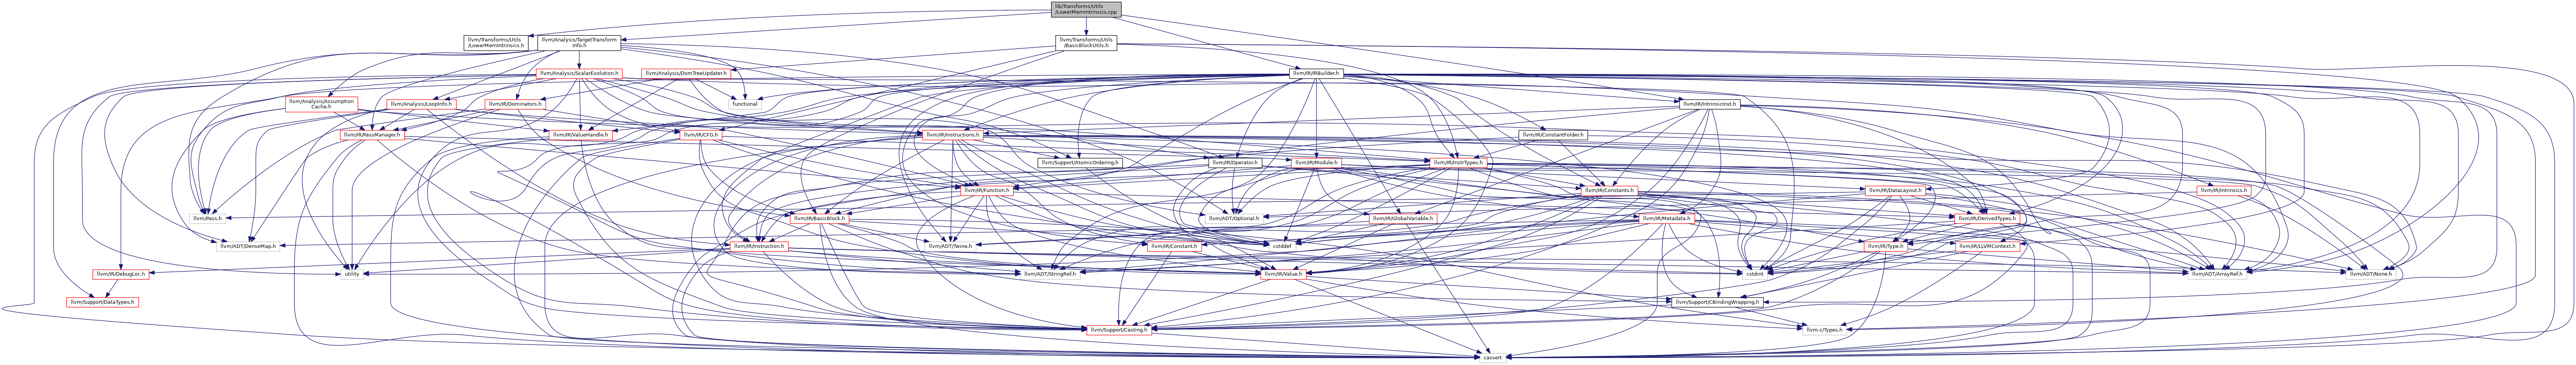 lib/Transforms/Utils
/LowerMemIntrinsics.cpp
llvm/Transforms/Utils
/LowerMemIntrinsics.h
llvm/Analysis/TargetTransform
Info.h
llvm/Transforms/Utils
/BasicBlockUtils.h
llvm/Analysis/ScalarEvolution.h
llvm/Analysis/DomTreeUpdater.h
llvm/IR/IRBuilder.h
llvm/Analysis/Assumption
Cache.h
llvm/Analysis/LoopInfo.h
llvm/IR/Dominators.h
functional
llvm/IR/IntrinsicInst.h
llvm/IR/PassManager.h
llvm/IR/ValueHandle.h
llvm/IR/CFG.h
llvm/IR/Instructions.h
llvm/IR/ConstantFolder.h
llvm/Support/AtomicOrdering.h
llvm/IR/Operator.h
llvm/IR/Module.h
llvm/IR/InstrTypes.h
llvm/IR/Function.h
llvm/IR/Constants.h
llvm/IR/DataLayout.h
llvm/IR/Intrinsics.h
llvm/Pass.h
llvm/IR/BasicBlock.h
llvm/ADT/Optional.h
llvm/IR/GlobalVariable.h
llvm/IR/Metadata.h
llvm/IR/DerivedTypes.h
llvm/ADT/DenseMap.h
llvm/IR/Instruction.h
llvm/ADT/Twine.h
llvm/IR/Constant.h
cstddef
llvm/IR/Type.h
llvm/IR/LLVMContext.h
llvm/IR/DebugLoc.h
utility
llvm/ADT/StringRef.h
llvm/IR/Value.h
cstdint
llvm/ADT/ArrayRef.h
llvm/ADT/None.h
llvm/Support/DataTypes.h
llvm/Support/CBindingWrapping.h
llvm/Support/Casting.h
llvm-c/Types.h
cassert